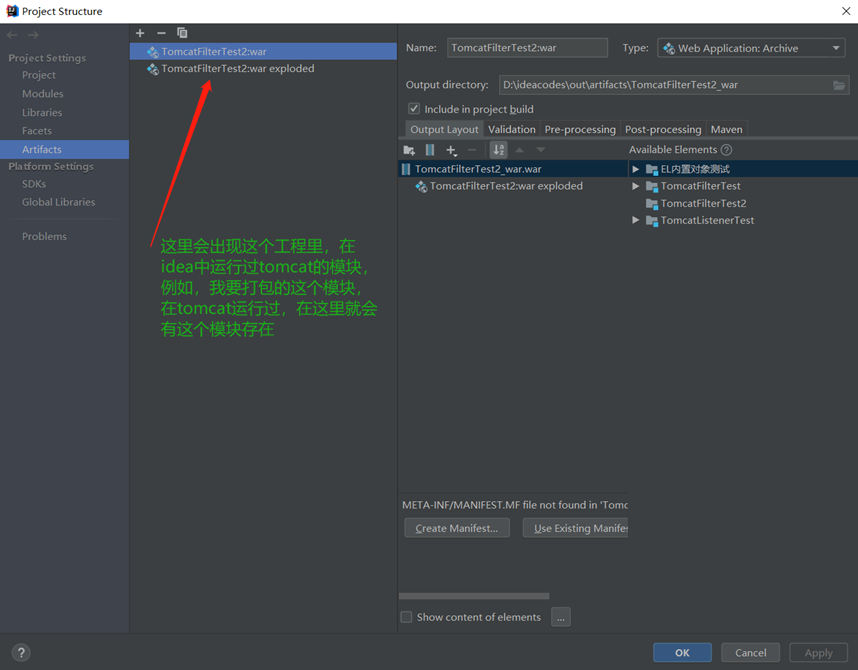 Project Structure
Project Settings
Project
Modules
Libraries
Facets
Artifacts
Platform Settings
SDKs
Global Libraries
Problems
TomcatFilterTest2:war
TomcatFilterTest2:war exploded
这里会出现这个工程里，在
idea中运行过tomcat的模块，
例如，我要打包的这个模块，
在tomcat运行过，在这里就会
有这个模块存在
Name: TomcatFilterTest2:war Type: Web Application: Archive
Output directory: D:\ideacodes\out\artifacts\TomcatFilterTest2_war
Include in project build
Output Layout Validation Pre-processing Post-processing Maven
Available Elements ?
TomcatFilterTest2_war.war
TomcatFilterTest2:war exploded
EL内置对象测试
TomcatFilterTest
TomcatFilterTest2
TomcatListenerTest
META-INF/MANIFEST.MF file not found in 'Tomc
Create Manifest... Use Existing Manifes
Show content of elements ...
? OK Cancel Apply